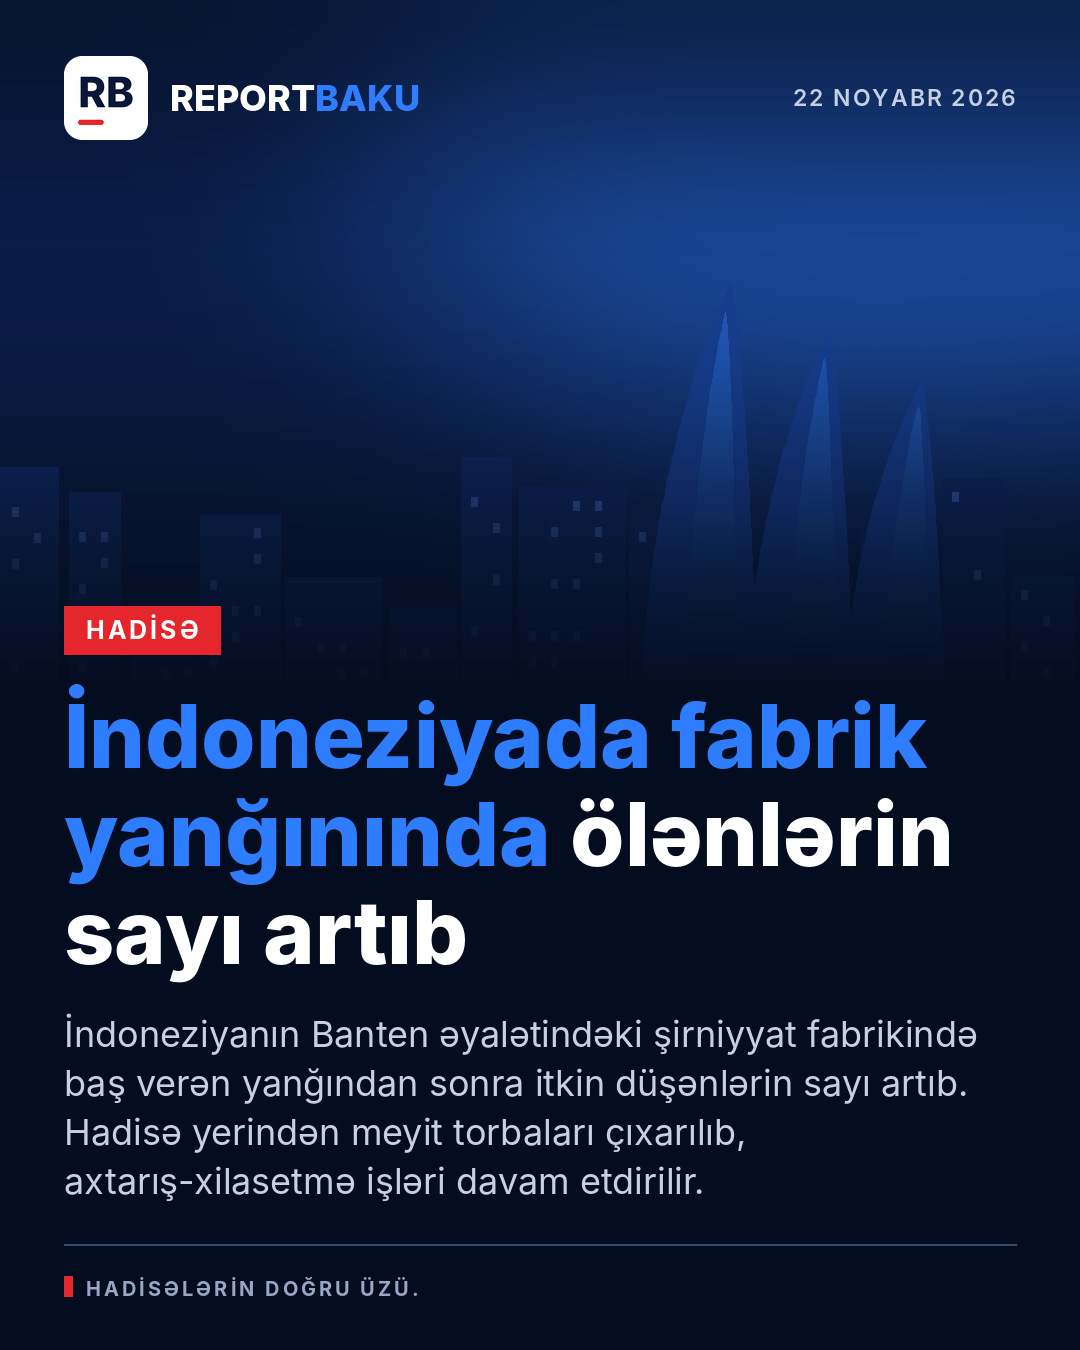 RB
REPORTBAKU
22 NOYABR 2026
HADİSƏ
İndoneziyada fabrik
yanğınında ölənlərin
sayı artıb
İndoneziyanın Banten əyalətindəki şirniyyat fabrikində
baş verən yanğından sonra itkin düşənlərin sayı artıb.
Hadisə yerindən meyit torbaları çıxarılıb,
axtarış-xilasetmə işləri davam etdirilir.
HADİSƏLƏRİN DOĞRU ÜZÜ.